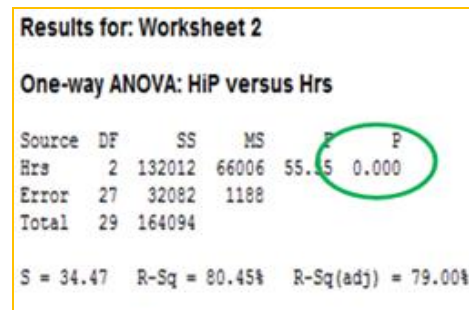 Results for: Worksheet 2
One-way ANOVA: HiP versus Hrs
Source DF SS MS F P
Hrs 2 132012 66006 55.55 0.000
Error 27 32082 1188
Total 29 164094
S = 34.47 R-Sq = 80.45% R-Sq(adj) = 79.00%